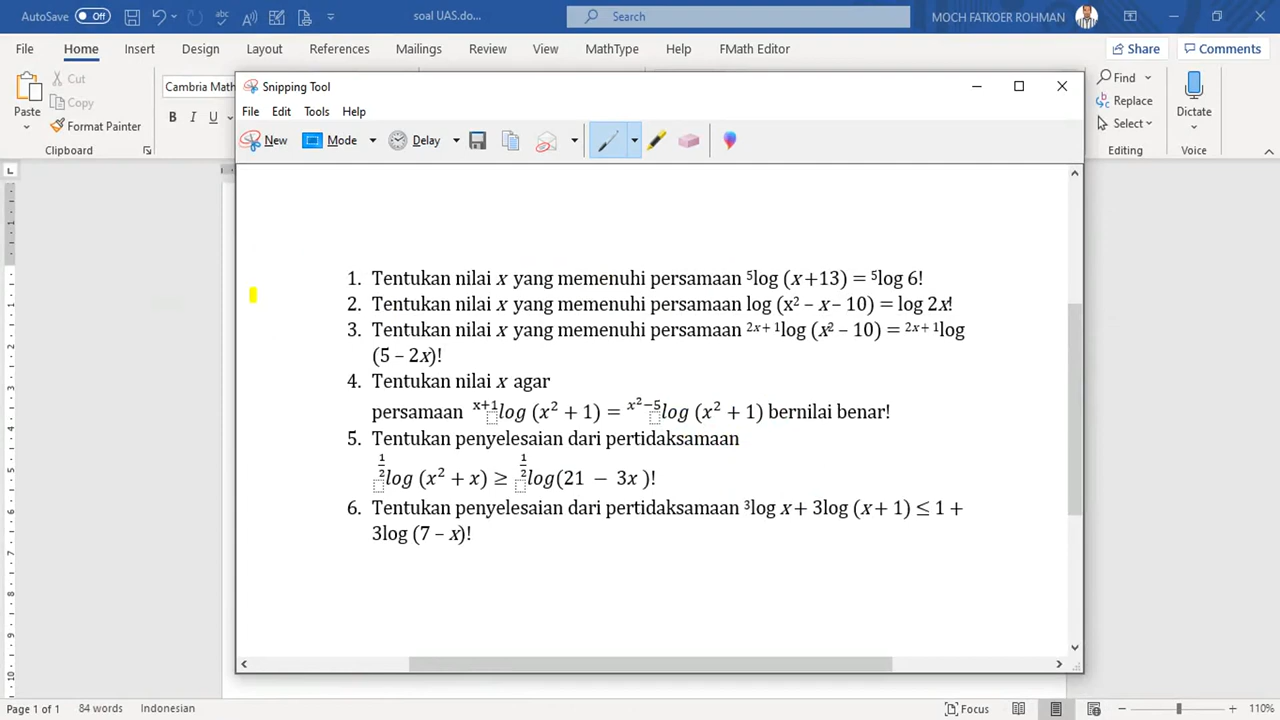 AutoSave Off soal UAS.do... Search MOCH FATKOER ROHMAN
File Home Insert Design Layout References Mailings Review View MathType Help FMath Editor Share Comments
Paste Cut Copy Format Painter Clipboard
Cambria Math
B I U
Find Replace Select Editing
Dictate Voice
Snipping Tool
File Edit Tools Help
New Mode Delay
1. Tentukan nilai x yang memenuhi persamaan ⁵log (x+13) = ⁵log 6!
2. Tentukan nilai x yang memenuhi persamaan log (x² – x – 10) = log 2x!
3. Tentukan nilai x yang memenuhi persamaan ²ˣ⁺¹log (x² – 10) = ²ˣ⁺¹log
(5 – 2x)!
4. Tentukan nilai x agar
persamaan ˣ⁺¹log (x² + 1) = ^(x²−5)log (x² + 1) bernilai benar!
5. Tentukan penyelesaian dari pertidaksamaan
^(1/2)log (x² + x) ≥ ^(1/2)log(21 − 3x )!
6. Tentukan penyelesaian dari pertidaksamaan ³log x + 3log (x + 1) ≤ 1 +
3log (7 – x)!
Page 1 of 1 84 words Indonesian Focus 110%